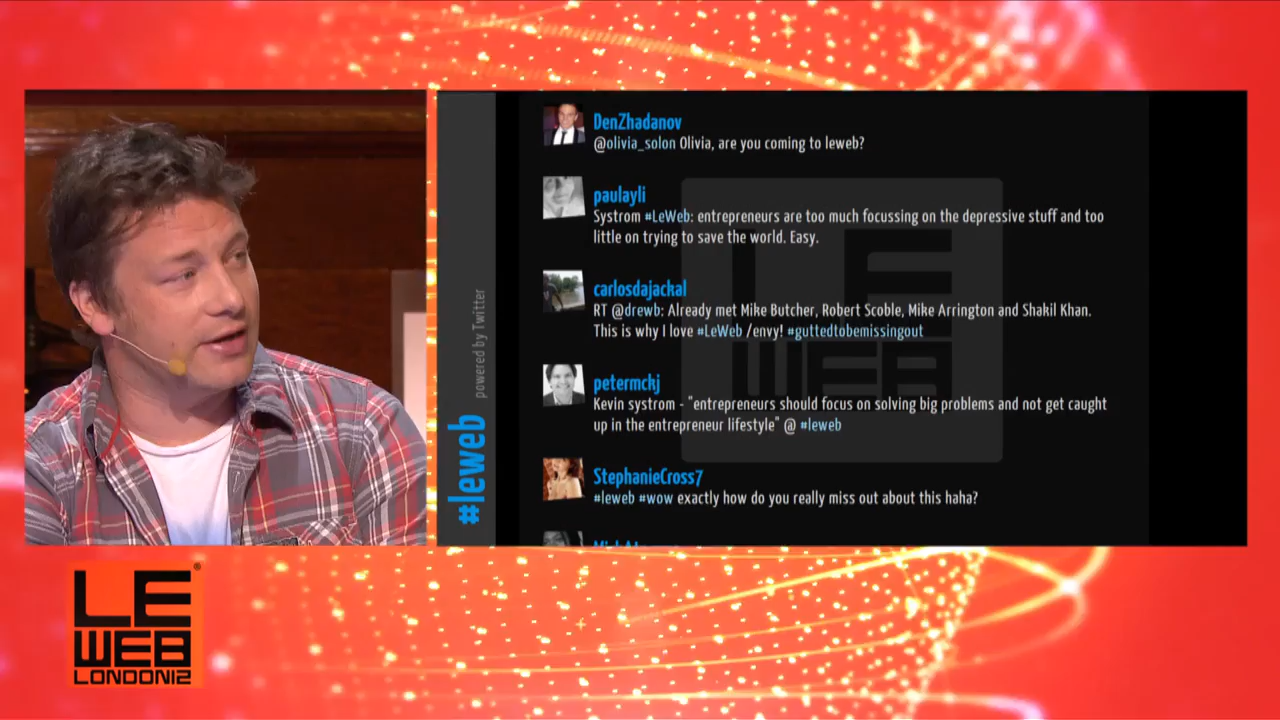 DenZhadanov
@olivia_solon Olivia, are you coming to leweb?
paulayli
Systrom #LeWeb: entrepreneurs are too much focussing on the depressive stuff and too
little on trying to save the world. Easy.
carlosdajackal
RT @drewb: Already met Mike Butcher, Robert Scoble, Mike Arrington and Shakil Khan.
This is why I love #LeWeb /envy! #guttedtobemissingout
petermckj
Kevin systrom - "entrepreneurs should focus on solving big problems and not get caught
up in the entrepreneur lifestyle" @ #leweb
StephanieCross7
#leweb #wow exactly how do you really miss out about this haha?
#leweb powered by Twitter
LE
WEB
LE
WEB
LONDON12
®